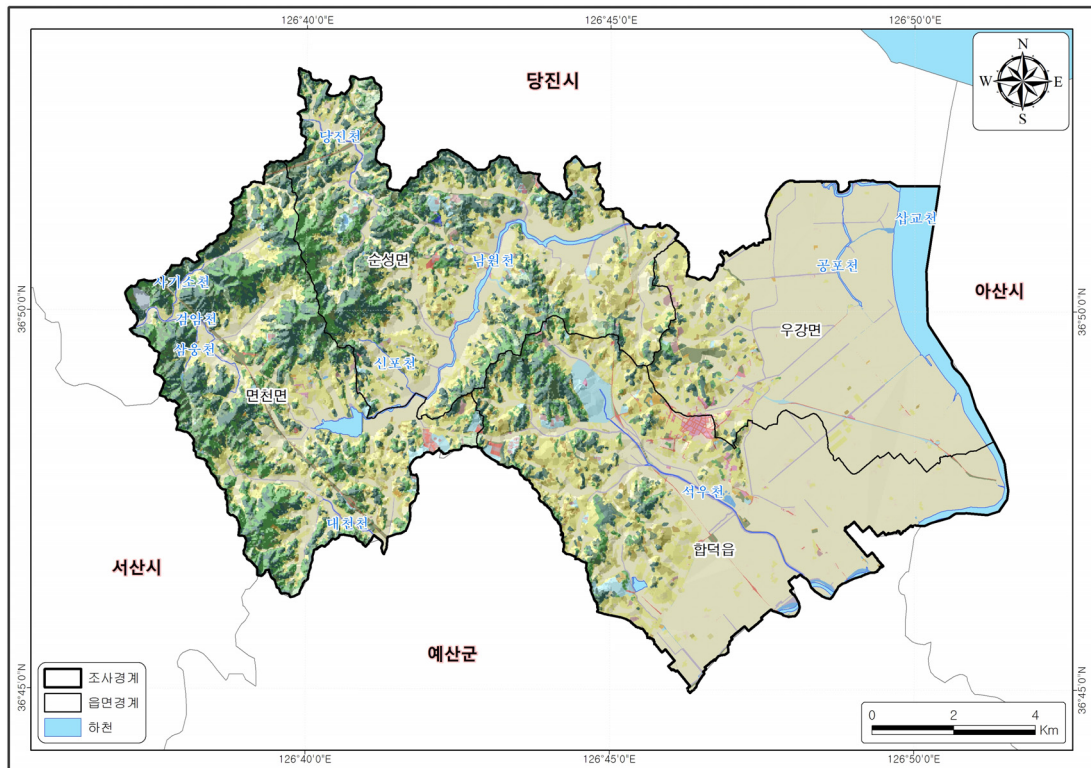 126°40'0"E
126°45'0"E
126°50'0"E
당진시
N
W
E
S
당진천
삽교천
순성면
남원천
공포천
사기소천
아산시
36°50'0"N
36°50'0"N
검암천
우강면
삼웅천
신포천
면천면
석우천
대천천
합덕읍
서산시
예산군
36°45'0"N
36°45'0"N
조사경계
읍면경계
하천
0 2 4
Km
126°40'0"E
126°45'0"E
126°50'0"E